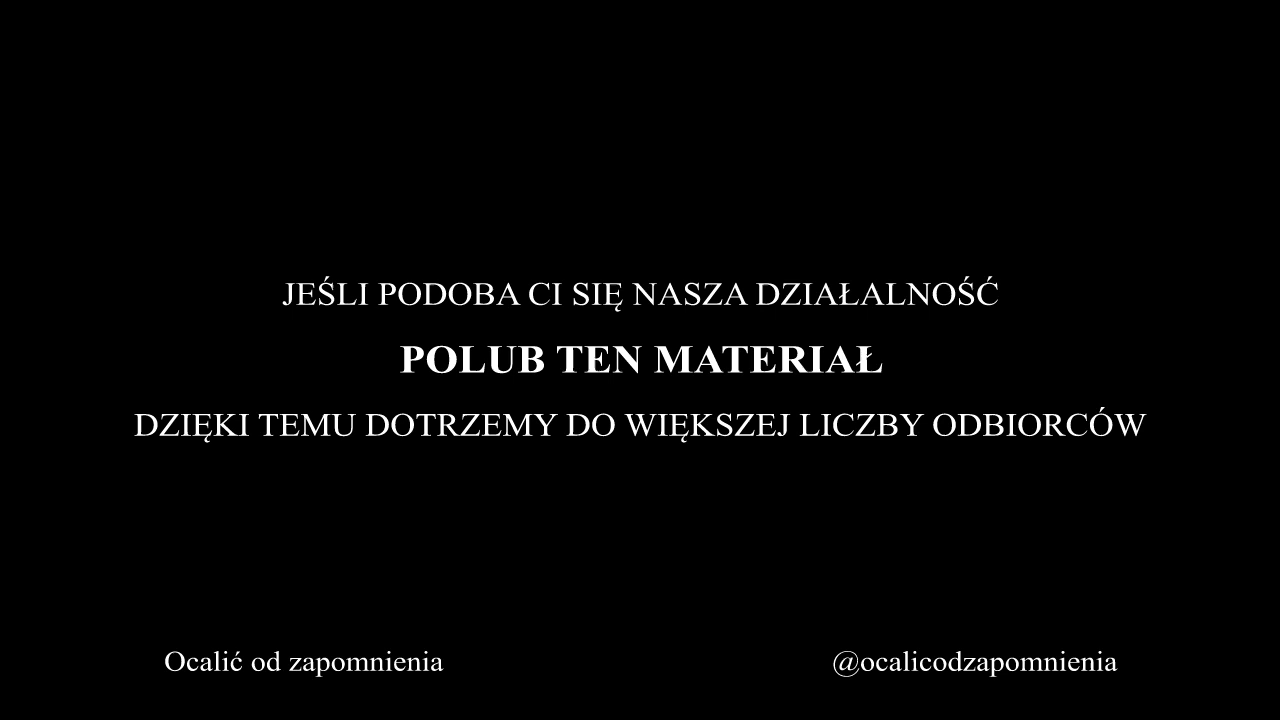 JEŚLI PODOBA CI SIĘ NASZA DZIAŁALNOŚĆ
POLUB TEN MATERIAŁ
DZIĘKI TEMU DOTRZEMY DO WIĘKSZEJ LICZBY ODBIORCÓW
Ocalić od zapomnienia
@ocalicodzapomnienia